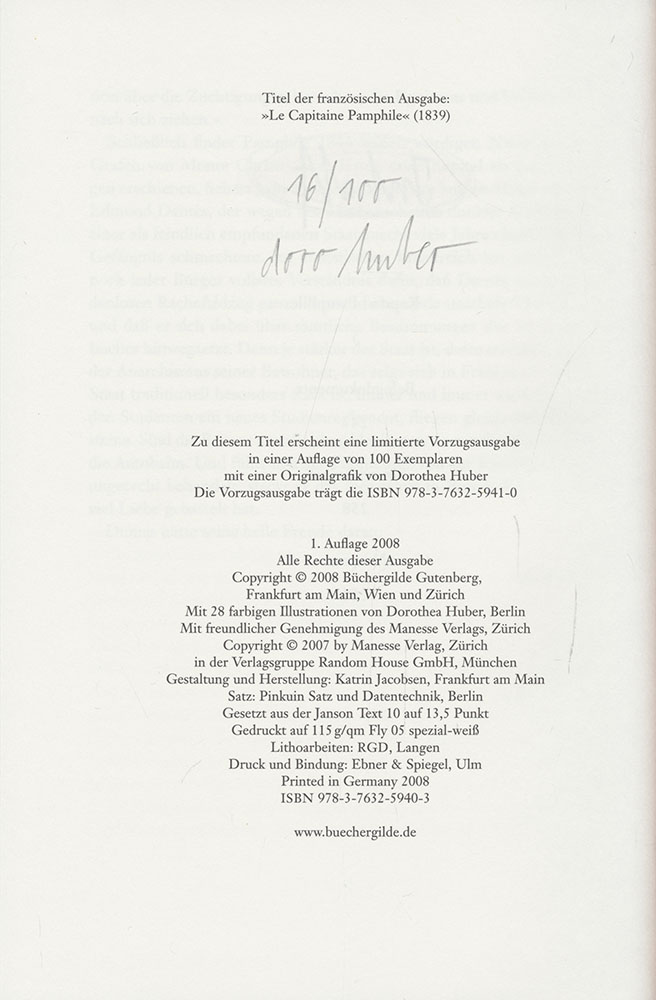 Titel der französischen Ausgabe:
»Le Capitaine Pamphile« (1839)
16/100
doro huber
Zu diesem Titel erscheint eine limitierte Vorzugsausgabe
in einer Auflage von 100 Exemplaren
mit einer Originalgrafik von Dorothea Huber
Die Vorzugsausgabe trägt die ISBN 978-3-7632-5941-0
1. Auflage 2008
Alle Rechte dieser Ausgabe
Copyright © 2008 Büchergilde Gutenberg,
Frankfurt am Main, Wien und Zürich
Mit 28 farbigen Illustrationen von Dorothea Huber, Berlin
Mit freundlicher Genehmigung des Manesse Verlags, Zürich
Copyright © 2007 by Manesse Verlag, Zürich
in der Verlagsgruppe Random House GmbH, München
Gestaltung und Herstellung: Katrin Jacobsen, Frankfurt am Main
Satz: Pinkuin Satz und Datentechnik, Berlin
Gesetzt aus der Janson Text 10 auf 13,5 Punkt
Gedruckt auf 115 g/qm Fly 05 spezial-weiß
Lithoarbeiten: RGD, Langen
Druck und Bindung: Ebner & Spiegel, Ulm
Printed in Germany 2008
ISBN 978-3-7632-5940-3
www.buechergilde.de